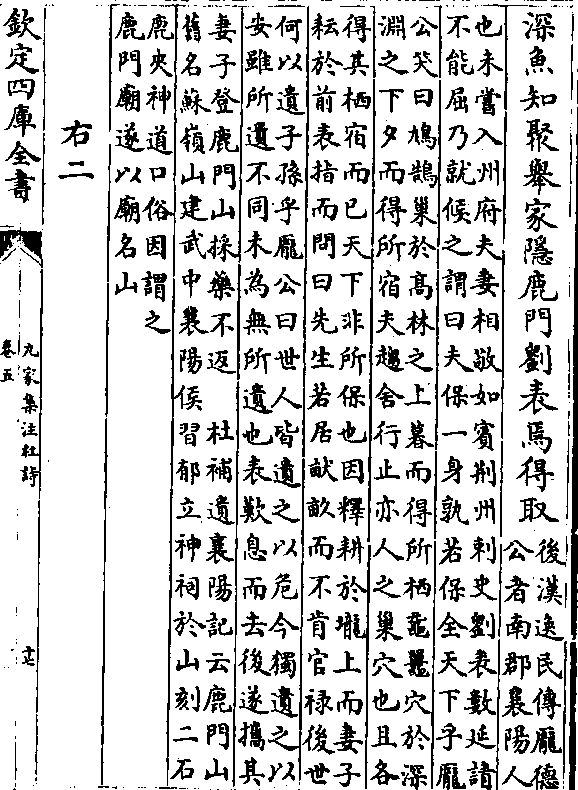 深魚知聚舉家隱鹿門劉表焉得取
後漢逸民傳龐德
公者南郡襄陽人
也未嘗入州府夫妻相敬如賓荆州刺史劉表數延請
不能屈乃就候之謂曰夫保一身孰若保全天下乎龐
公笑曰鴻鵠巢於高林之上暮而得所栖黿鼉穴於深
淵之下夕而得所宿夫趨舍行止亦人之巢穴也且各
得其栖宿而已天下非所保也因釋耕於壠上而妻子
耘於前表指而問曰先生若居畎畝而不肯官禄後世
何以遺子孫乎龐公曰世人皆遺之以危今獨遺之以
安雖所遺不同未為無所遺也表歎息而去後遂攜其
妻子登鹿門山採藥不返 杜補遺襄陽記云鹿門山
舊名蘇嶺山建武中襄陽侯習郁立神祠於山刻二石
鹿夾神道口俗因謂之
鹿門廟遂以廟名山
右二
欽定四庫全書
九家集注杜詩
卷五
十七